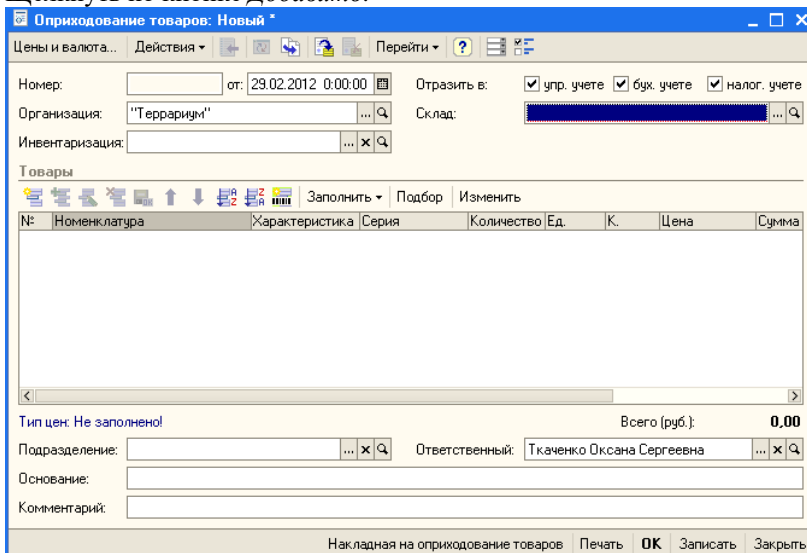 Оприходование товаров: Новый *
Цены и валюта... Действия Перейти ?
Номер: от: 29.02.2012 0:00:00 Отразить в: упр. учете бух. учете налог. учете
Организация: "Террариум" ... Склад: ...
Инвентаризация: ... x
Товары
Заполнить Подбор Изменить
№ Номенклатура Характеристика Серия Количество Ед. К. Цена Сумма
Тип цен: Не заполнено! Всего (руб.): 0,00
Подразделение: ... x Ответственный: Ткаченко Оксана Сергеевна ... x
Основание:
Комментарий:
Накладная на оприходование товаров Печать OK Записать Закрыть